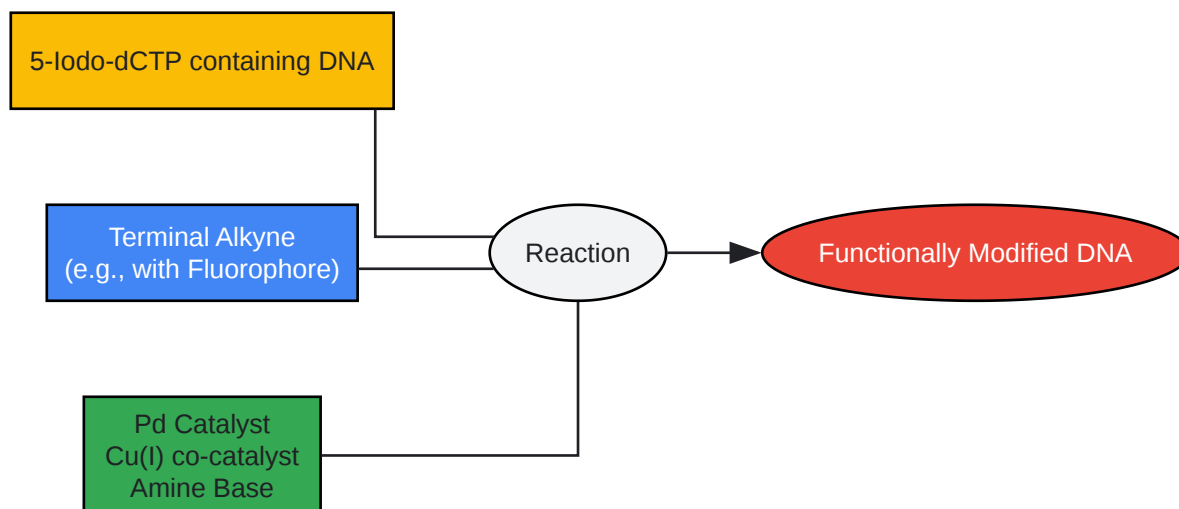 5-Iodo-dCTP containing DNA
Terminal Alkyne
(e.g., with Fluorophore)
Reaction
Functionally Modified DNA
Pd Catalyst
Cu(I) co-catalyst
Amine Base